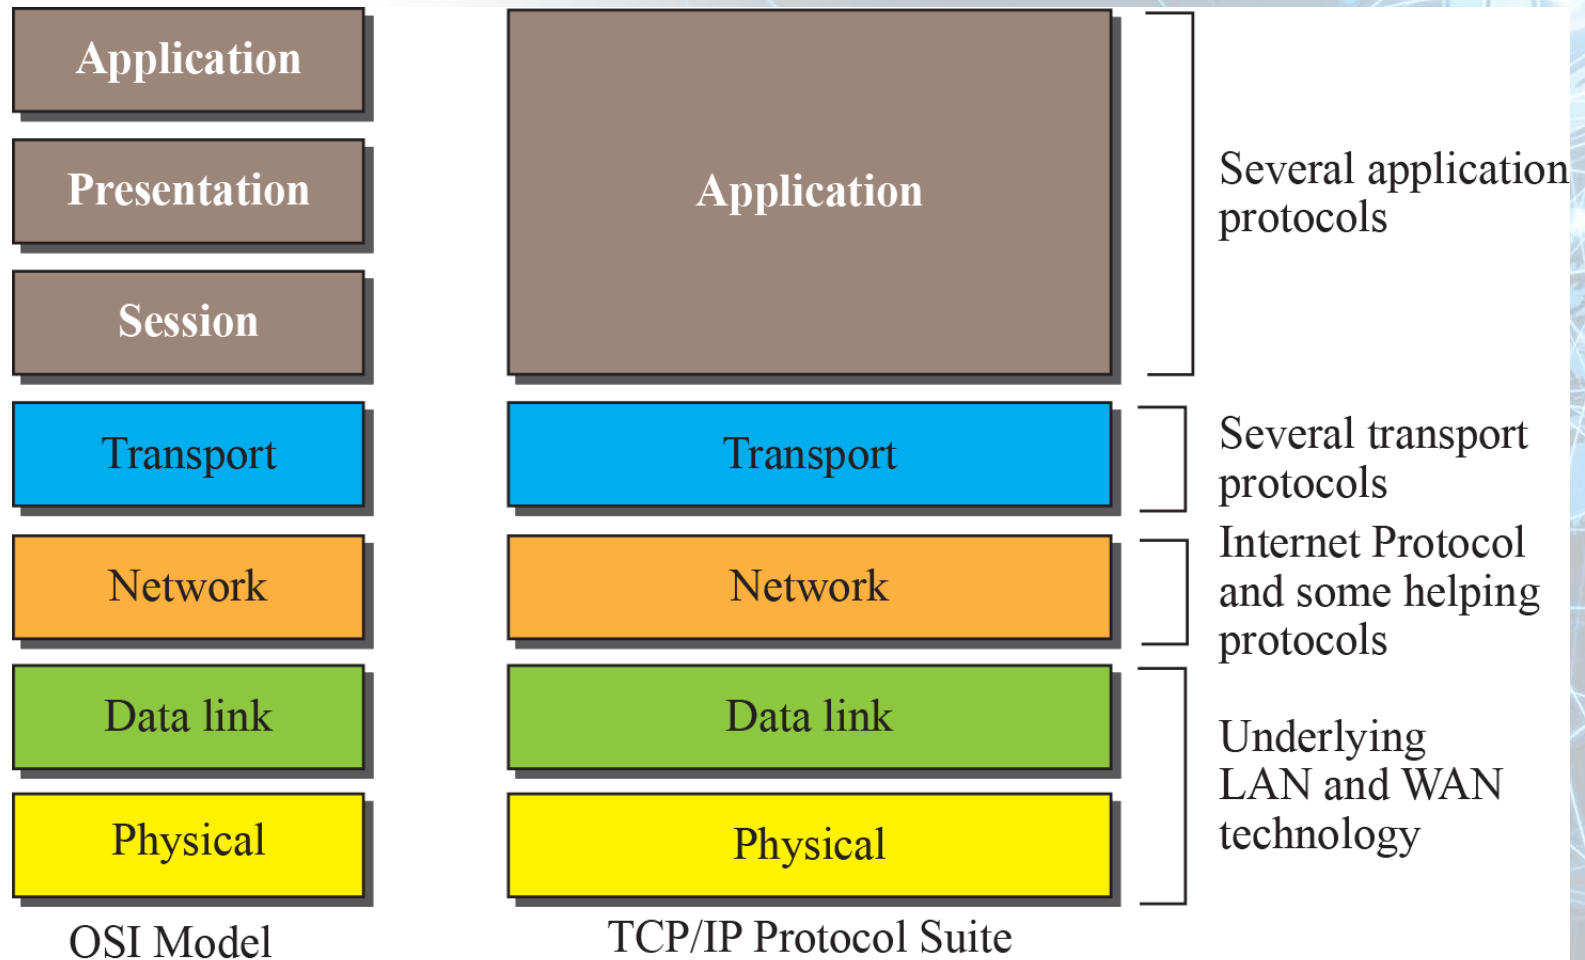 Application
Presentation
Session
Transport
Network
Data link
Physical
OSI Model
Application
Transport
Network
Data link
Physical
TCP/IP Protocol Suite
Several application
protocols
Several transport
protocols
Internet Protocol
and some helping
protocols
Underlying
LAN and WAN
technology